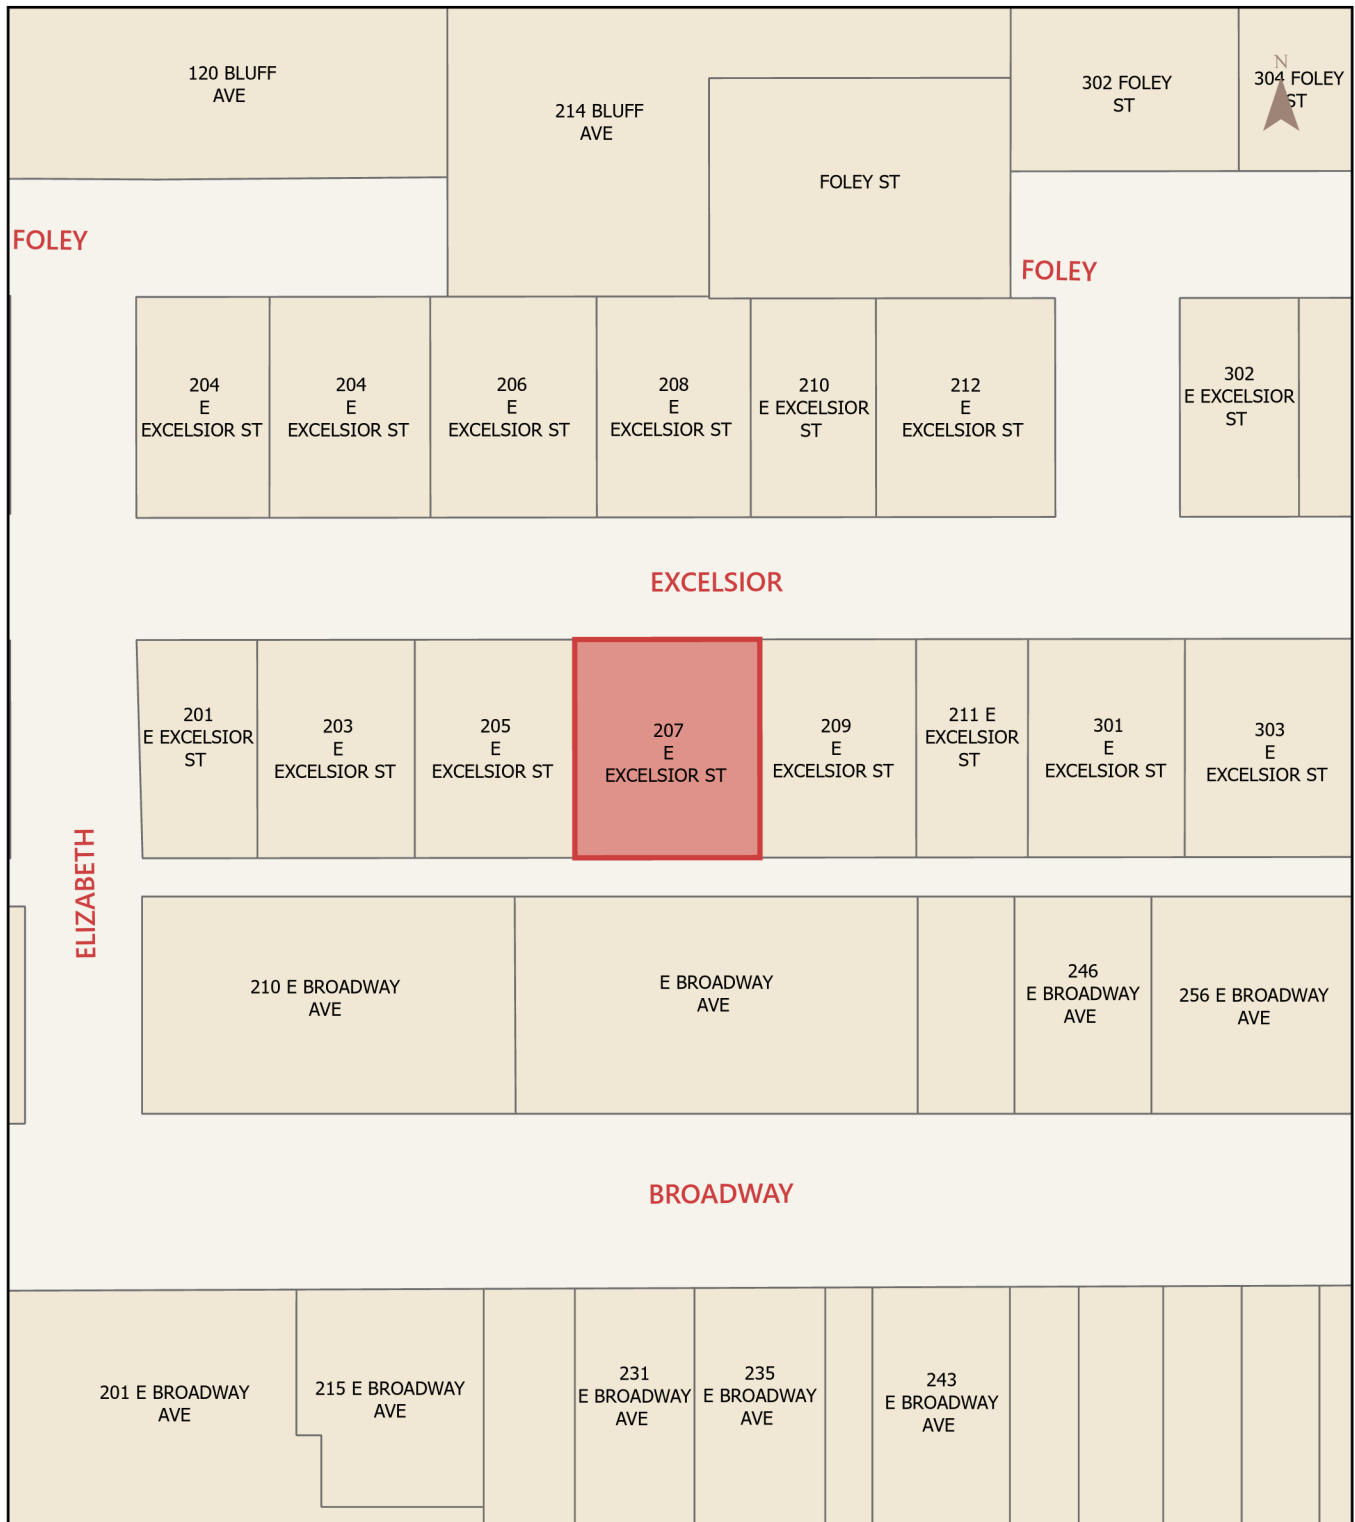 120 BLUFF
AVE
214 BLUFF
AVE
302 FOLEY
ST
N
304 FOLEY
ST
FOLEY ST
FOLEY
FOLEY
204
E
EXCELSIOR ST
204
E
EXCELSIOR ST
206
E
EXCELSIOR ST
208
E
EXCELSIOR ST
210
E EXCELSIOR
ST
212
E
EXCELSIOR ST
302
E EXCELSIOR
ST
EXCELSIOR
201
E EXCELSIOR
ST
203
E
EXCELSIOR ST
205
E
EXCELSIOR ST
207
E
EXCELSIOR ST
209
E
EXCELSIOR ST
211 E
EXCELSIOR
ST
301
E
EXCELSIOR ST
303
E
EXCELSIOR ST
ELIZABETH
210 E BROADWAY
AVE
E BROADWAY
AVE
246
E BROADWAY
AVE
256 E BROADWAY
AVE
BROADWAY
201 E BROADWAY
AVE
215 E BROADWAY
AVE
231
E BROADWAY
AVE
235
E BROADWAY
AVE
243
E BROADWAY
AVE